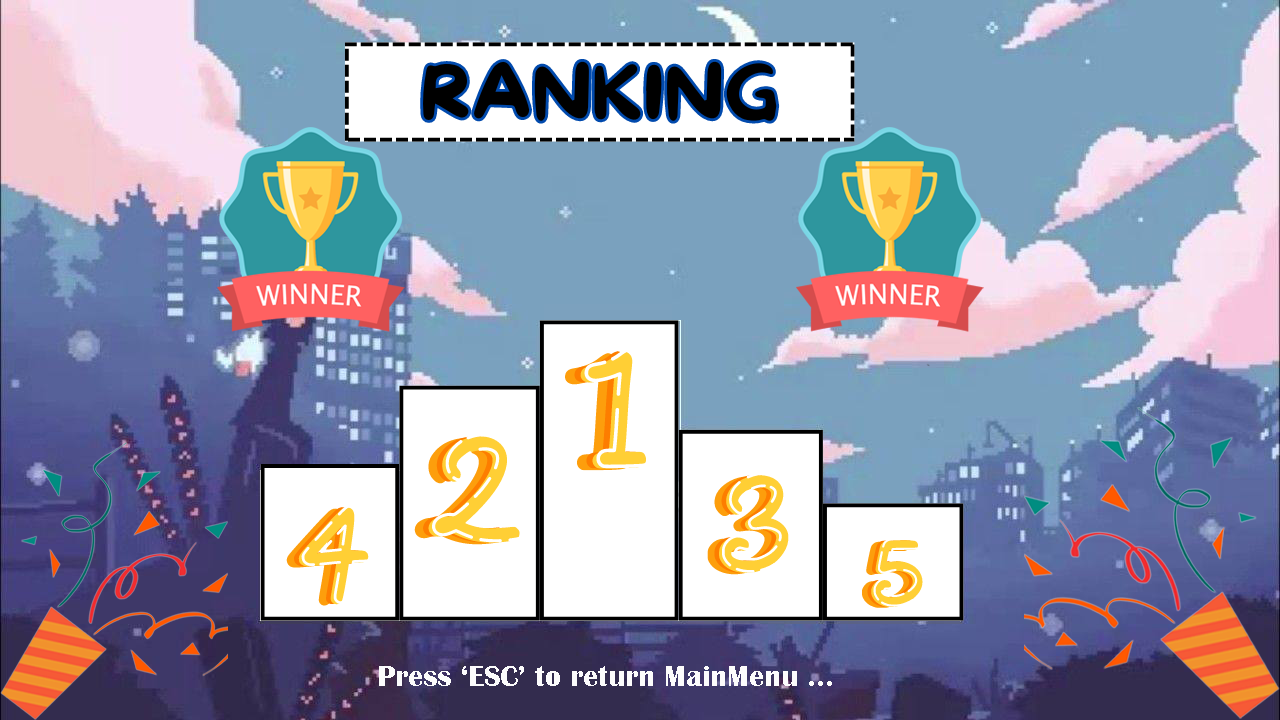 RANKING
WINNER
WINNER
1
2
3
4
5
Press ‘ESC’ to return MainMenu ...